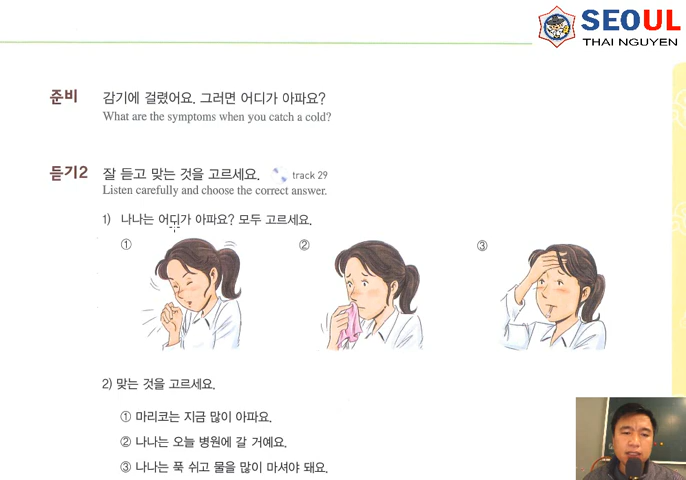 SEOUL
THAI NGUYEN
준비 감기에 걸렸어요. 그러면 어디가 아파요?
What are the symptoms when you catch a cold?
듣기2 잘 듣고 맞는 것을 고르세요. track 29
Listen carefully and choose the correct answer.
1) 나나는 어디가 아파요? 모두 고르세요.
① ② ③
2) 맞는 것을 고르세요.
① 마리코는 지금 많이 아파요.
② 나나는 오늘 병원에 갈 거예요.
③ 나나는 푹 쉬고 물을 많이 마셔야 돼요.